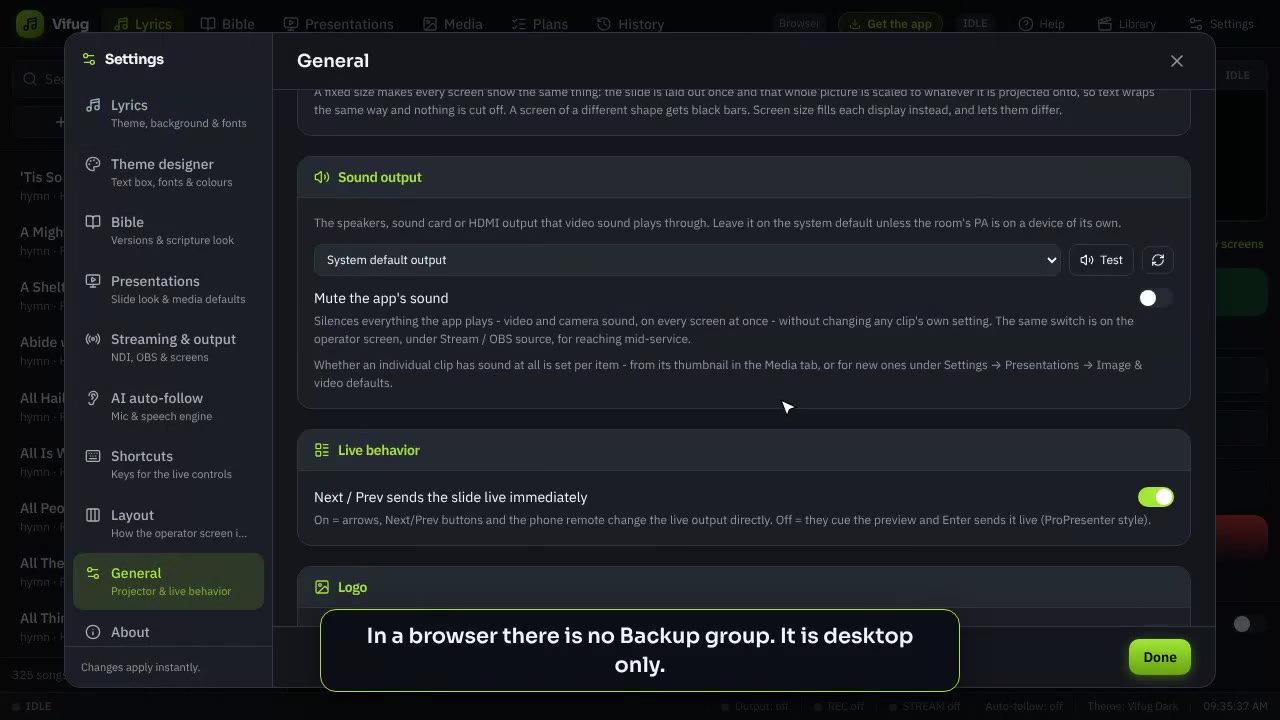 Vifug
Lyrics
Bible
Presentations
Media
Plans
History
Browser
Get the app
IDLE
Help
Library
Settings
Settings
General
Lyrics
Theme, background & fonts
Theme designer
Text box, fonts & colours
Bible
Versions & scripture look
Presentations
Slide look & media defaults
Streaming & output
NDI, OBS & screens
AI auto-follow
Mic & speech engine
Shortcuts
Keys for the live controls
Layout
How the operator screen i...
General
Projector & live behavior
About
Changes apply instantly.
A fixed size makes every screen show the same thing: the slide is laid out once and that whole picture is scaled to whatever it is projected onto, so text wraps
the same way and nothing is cut off. A screen of a different shape gets black bars. Screen size fills each display instead, and lets them differ.
Sound output
The speakers, sound card or HDMI output that video sound plays through. Leave it on the system default unless the room's PA is on a device of its own.
System default output
Test
Mute the app's sound
Silences everything the app plays - video and camera sound, on every screen at once - without changing any clip's own setting. The same switch is on the
operator screen, under Stream / OBS source, for reaching mid-service.
Whether an individual clip has sound at all is set per item - from its thumbnail in the Media tab, or for new ones under Settings → Presentations → Image &
video defaults.
Live behavior
Next / Prev sends the slide live immediately
On = arrows, Next/Prev buttons and the phone remote change the live output directly. Off = they cue the preview and Enter sends it live (ProPresenter style).
Logo
In a browser there is no Backup group. It is desktop
only.
Done
'Tis So
hymn
A Migh
hymn
A Shelt
hymn
Abide
hymn
All Hail
hymn
All Is
hymn
All Peo
hymn
All The
hymn
All Thi
hymn
325 songs
IDLE
screens
IDLE
Output: off
REC off
STREAM off
Auto-follow: off
Theme: Vifug Dark
09:35:37 AM